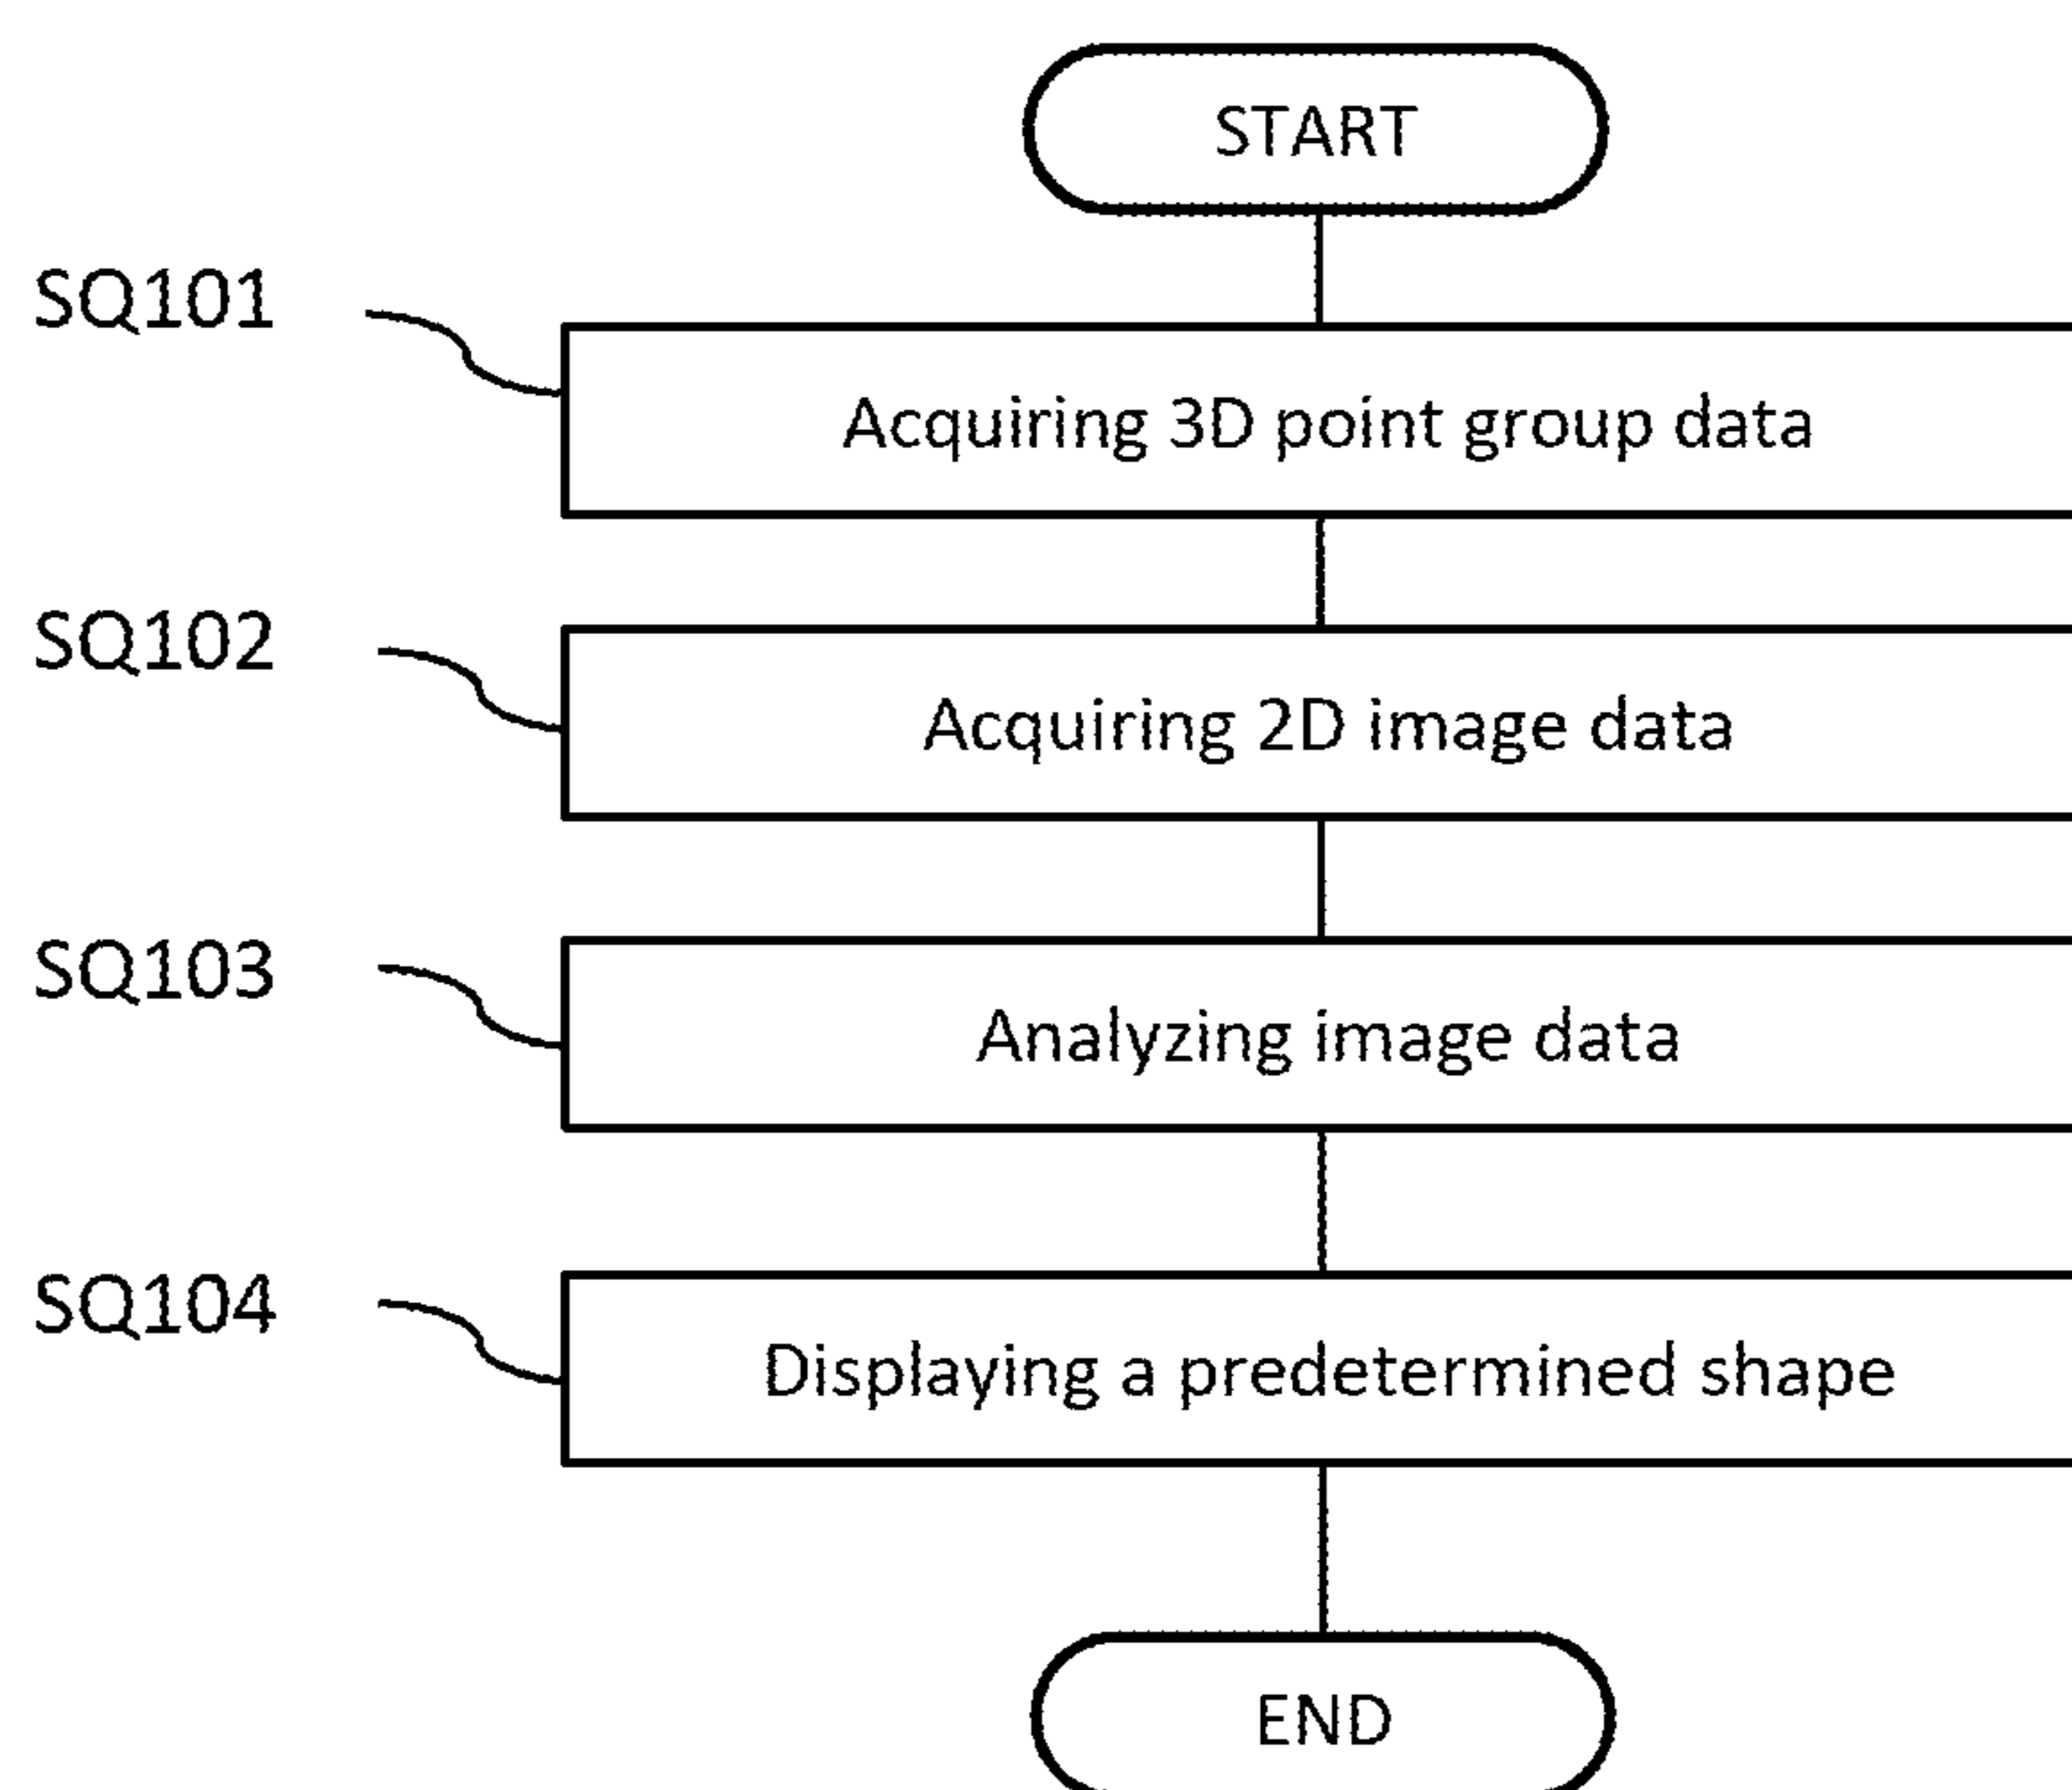 START
SQ101
Acquiring 3D point group data
SQ102
Acquiring 2D image data
SQ103
Analyzing image data
SQ104
Displaying a predetermined shape
END